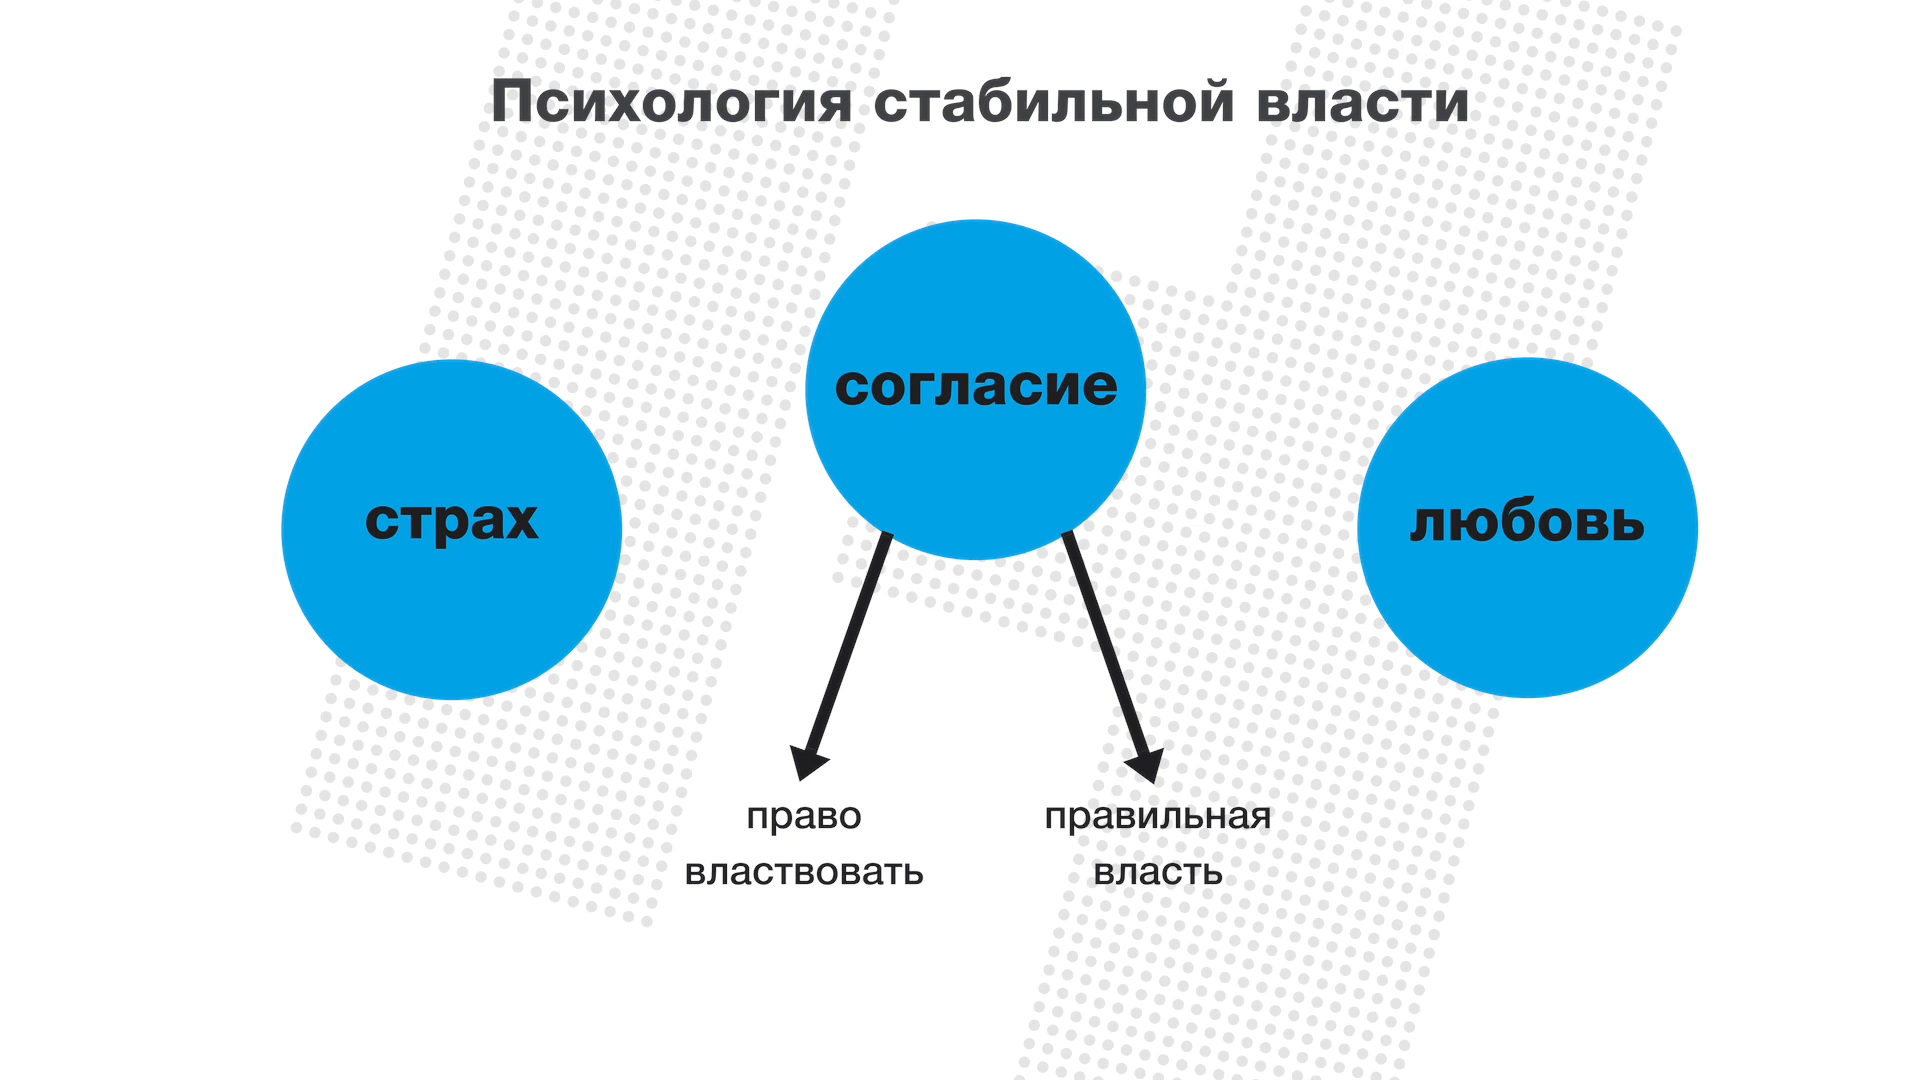 Психология стабильной власти
согласие
страх
любовь
право
властвовать
правильная
власть